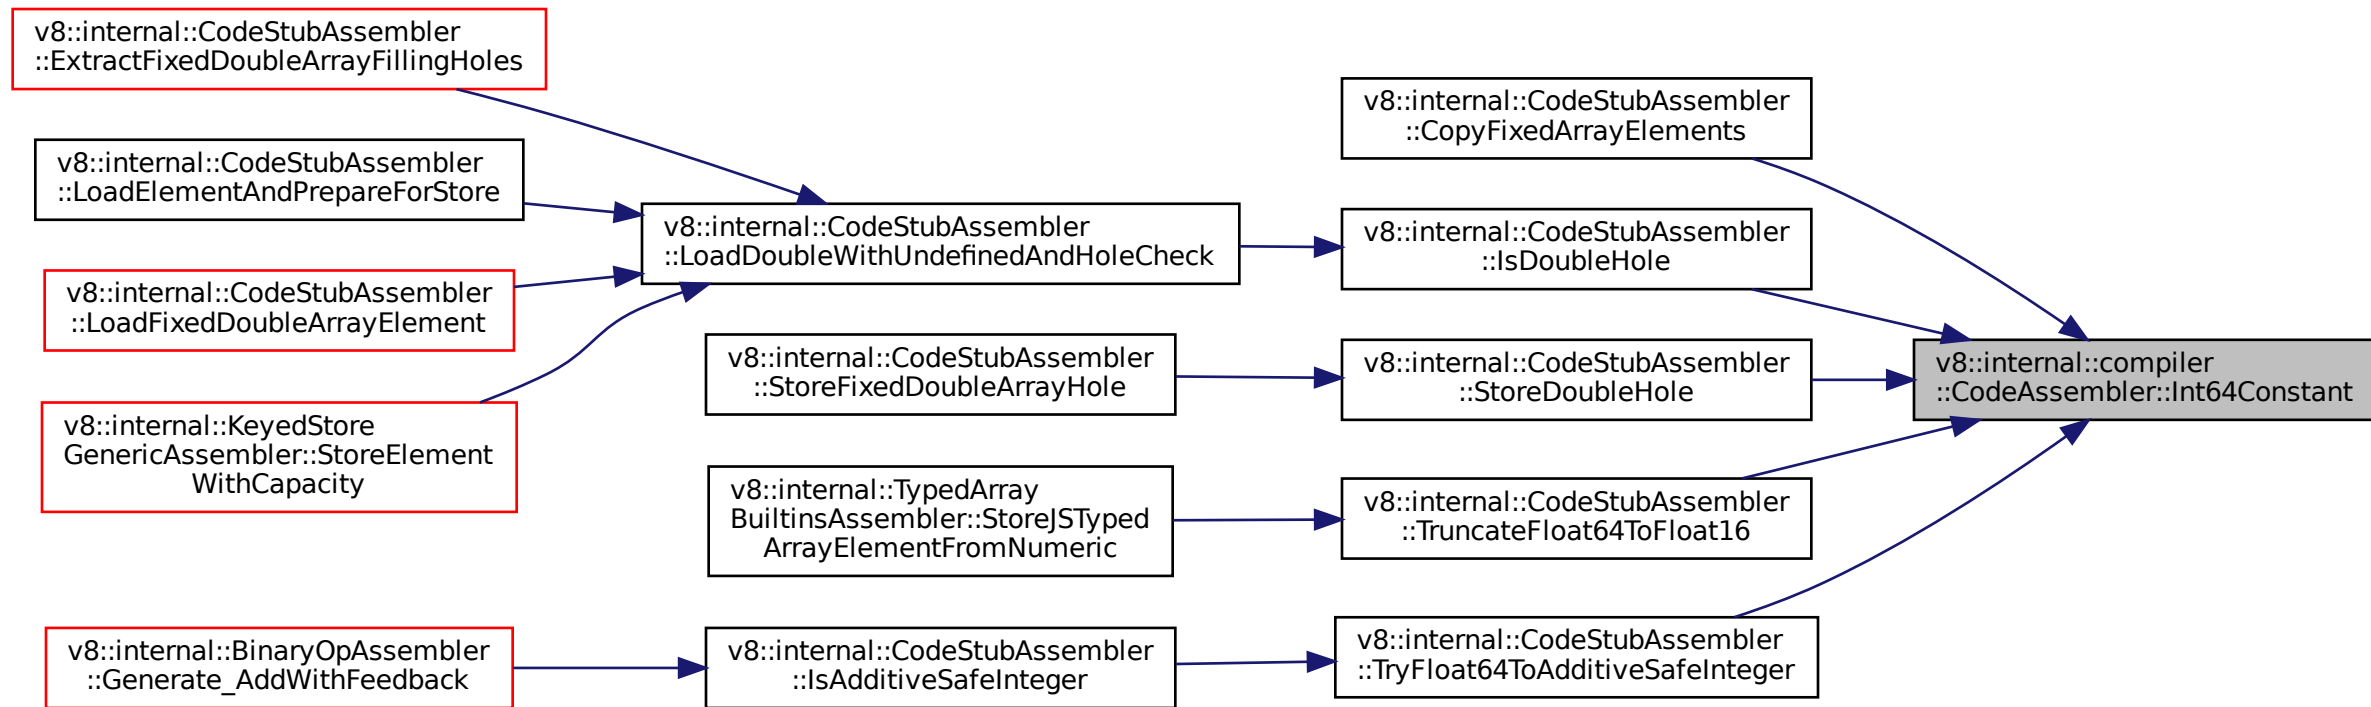 v8::internal::CodeStubAssembler
::ExtractFixedDoubleArrayFillingHoles
v8::internal::CodeStubAssembler
::LoadElementAndPrepareForStore
v8::internal::CodeStubAssembler
::LoadFixedDoubleArrayElement
v8::internal::KeyedStore
GenericAssembler::StoreElement
WithCapacity
v8::internal::BinaryOpAssembler
::Generate_AddWithFeedback
v8::internal::CodeStubAssembler
::LoadDoubleWithUndefinedAndHoleCheck
v8::internal::CodeStubAssembler
::StoreFixedDoubleArrayHole
v8::internal::TypedArray
BuiltinsAssembler::StoreJSTyped
ArrayElementFromNumeric
v8::internal::CodeStubAssembler
::IsAdditiveSafeInteger
v8::internal::CodeStubAssembler
::CopyFixedArrayElements
v8::internal::CodeStubAssembler
::IsDoubleHole
v8::internal::CodeStubAssembler
::StoreDoubleHole
v8::internal::CodeStubAssembler
::TruncateFloat64ToFloat16
v8::internal::CodeStubAssembler
::TryFloat64ToAdditiveSafeInteger
v8::internal::compiler
::CodeAssembler::Int64Constant